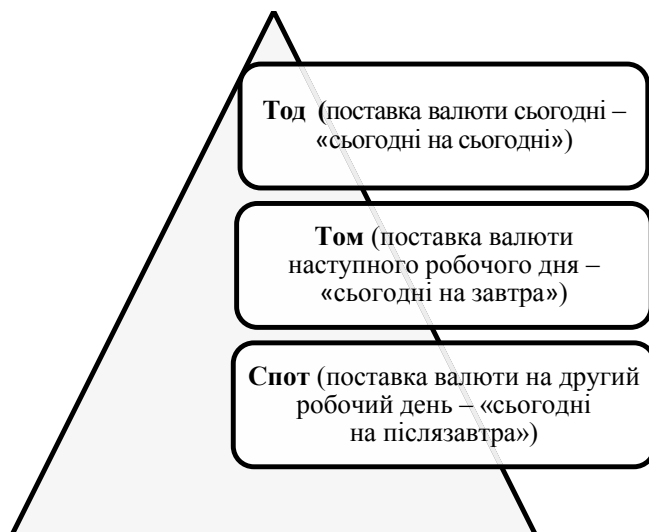 Тод (поставка валюти сьогодні –
«сьогодні на сьогодні»)
Том (поставка валюти
наступного робочого дня –
«сьогодні на завтра»)
Спот (поставка валюти на другий
робочий день – «сьогодні
на післязавтра»)